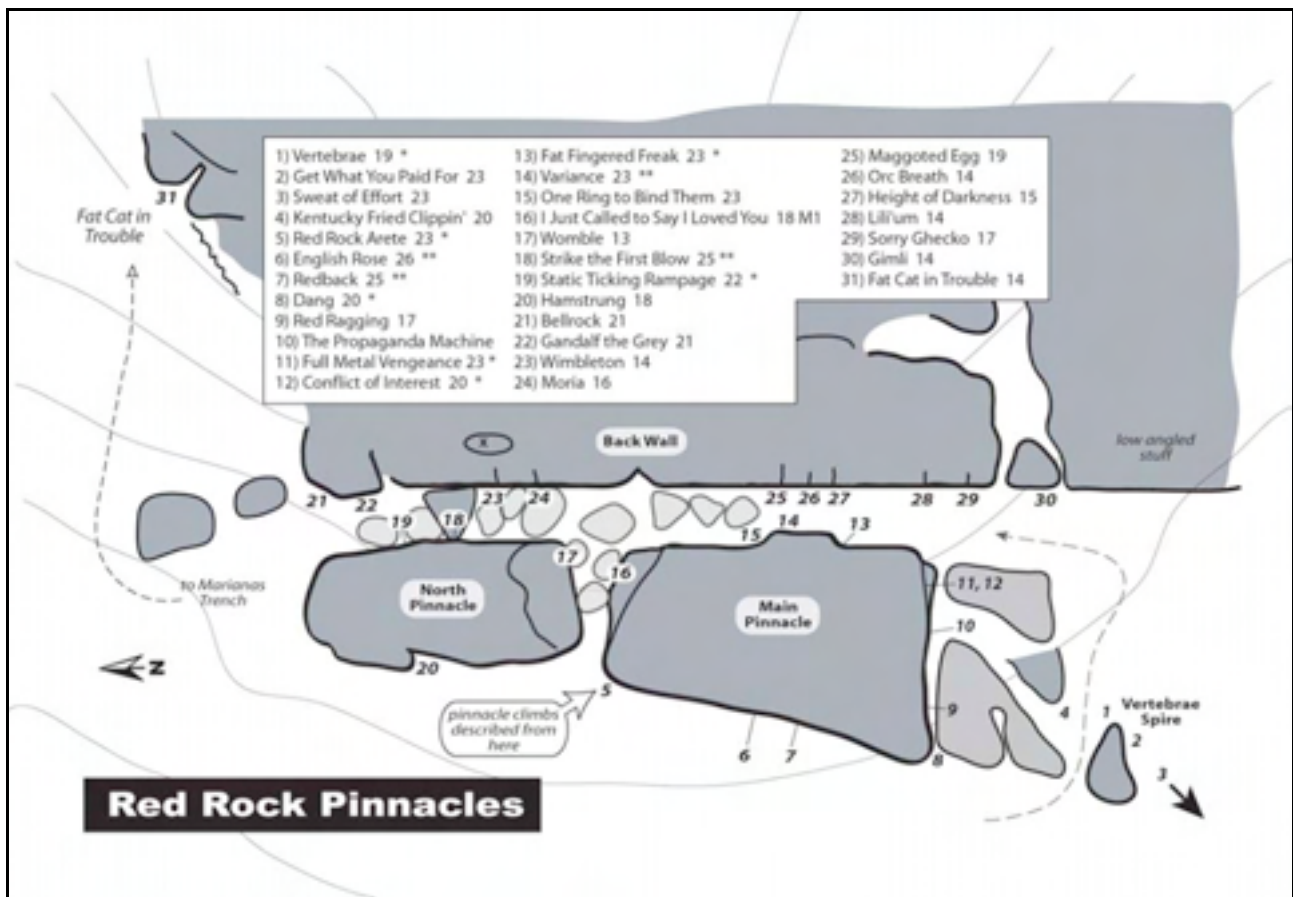 1) Vertebrae 19 *
2) Get What You Paid For 23
3) Sweat of Effort 23
4) Kentucky Fried Clippin' 20
5) Red Rock Arete 23 *
6) English Rose 26 **
7) Redback 25 **
8) Dang 20 *
9) Red Ragging 17
10) The Propaganda Machine
11) Full Metal Vengeance 23 *
12) Conflict of Interest 20 *
13) Fat Fingered Freak 23 *
14) Variance 23 **
15) One Ring to Bind Them 23
16) I Just Called to Say I Loved You 18 M1
17) Womble 13
18) Strike the First Blow 25 **
19) Static Ticking Rampage 22 *
20) Hamstrung 18
21) Bellrock 21
22) Gandalf the Grey 21
23) Wimbleton 14
24) Moria 16
25) Maggoted Egg 19
26) Orc Breath 14
27) Height of Darkness 15
28) Lili'um 14
29) Sorry Ghecko 17
30) Gimli 14
31) Fat Cat in Trouble 14
31
Fat Cat in
Trouble
x
Back Wall
low angled
stuff
21
22
23
24
25
26
27
28
29
30
19
18
17
16
15
14
13
to Marianas
Trench
North
Pinnacle
Main
Pinnacle
11, 12
10
9
N
20
5
pinnacle climbs
described from
here
6
7
8
4
1
Vertebrae
Spire
2
3
Red Rock Pinnacles